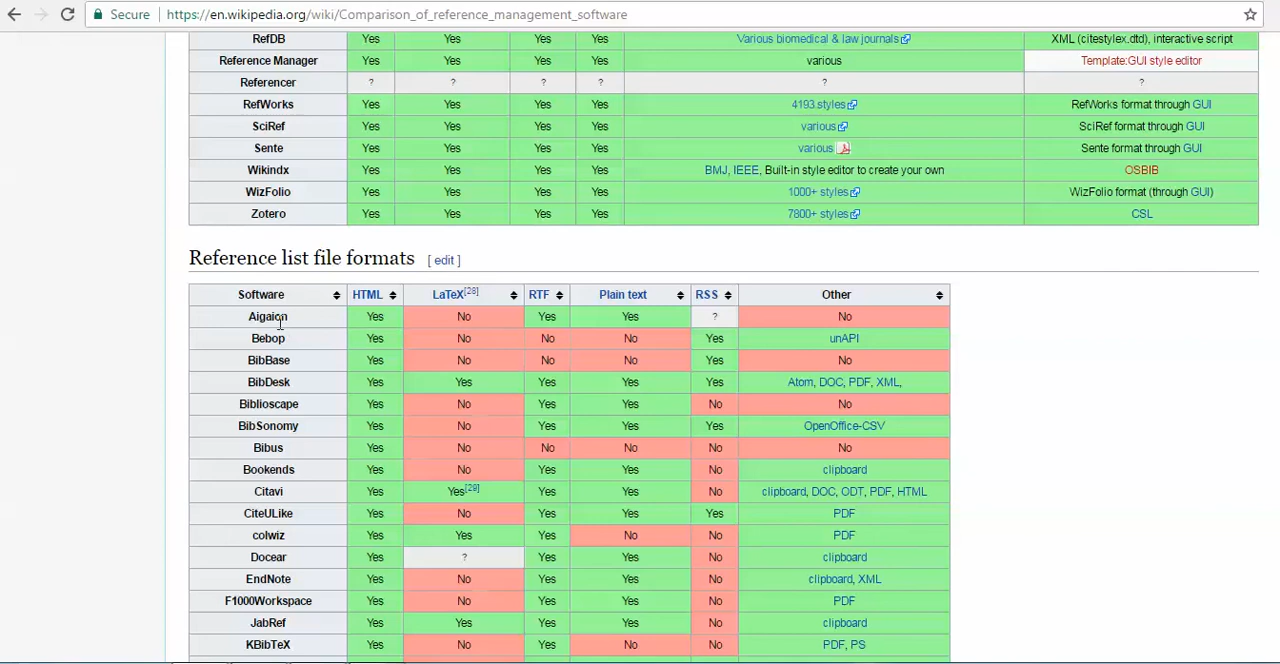 Secure https://en.wikipedia.org/wiki/Comparison_of_reference_management_software
RefDB Yes Yes Yes Yes Various biomedical & law journals XML (citestylex.dtd), interactive script
Reference Manager Yes Yes Yes Yes various Template:GUI style editor
Referencer ? ? ? ? ? ?
RefWorks Yes Yes Yes Yes 4193 styles RefWorks format through GUI
SciRef Yes Yes Yes Yes various SciRef format through GUI
Sente Yes Yes Yes Yes various Sente format through GUI
Wikindx Yes Yes Yes Yes BMJ, IEEE, Built-in style editor to create your own OSBIB
WizFolio Yes Yes Yes Yes 1000+ styles WizFolio format (through GUI)
Zotero Yes Yes Yes Yes 7800+ styles CSL
Reference list file formats [ edit ]
Software HTML LaTeX[28] RTF Plain text RSS Other
Aigaion Yes No Yes Yes ? No
Bebop Yes No No No Yes unAPI
BibBase Yes No No No Yes No
BibDesk Yes Yes Yes Yes Yes Atom, DOC, PDF, XML,
Biblioscape Yes No Yes Yes No No
BibSonomy Yes No Yes Yes Yes OpenOffice-CSV
Bibus Yes No No No No No
Bookends Yes No Yes Yes No clipboard
Citavi Yes Yes[29] Yes Yes No clipboard, DOC, ODT, PDF, HTML
CiteULike Yes No Yes Yes Yes PDF
colwiz Yes Yes Yes No No PDF
Docear Yes ? Yes Yes No clipboard
EndNote Yes No Yes Yes No clipboard, XML
F1000Workspace Yes No Yes Yes No PDF
JabRef Yes Yes Yes Yes No clipboard
KBibTeX Yes No Yes No No PDF, PS